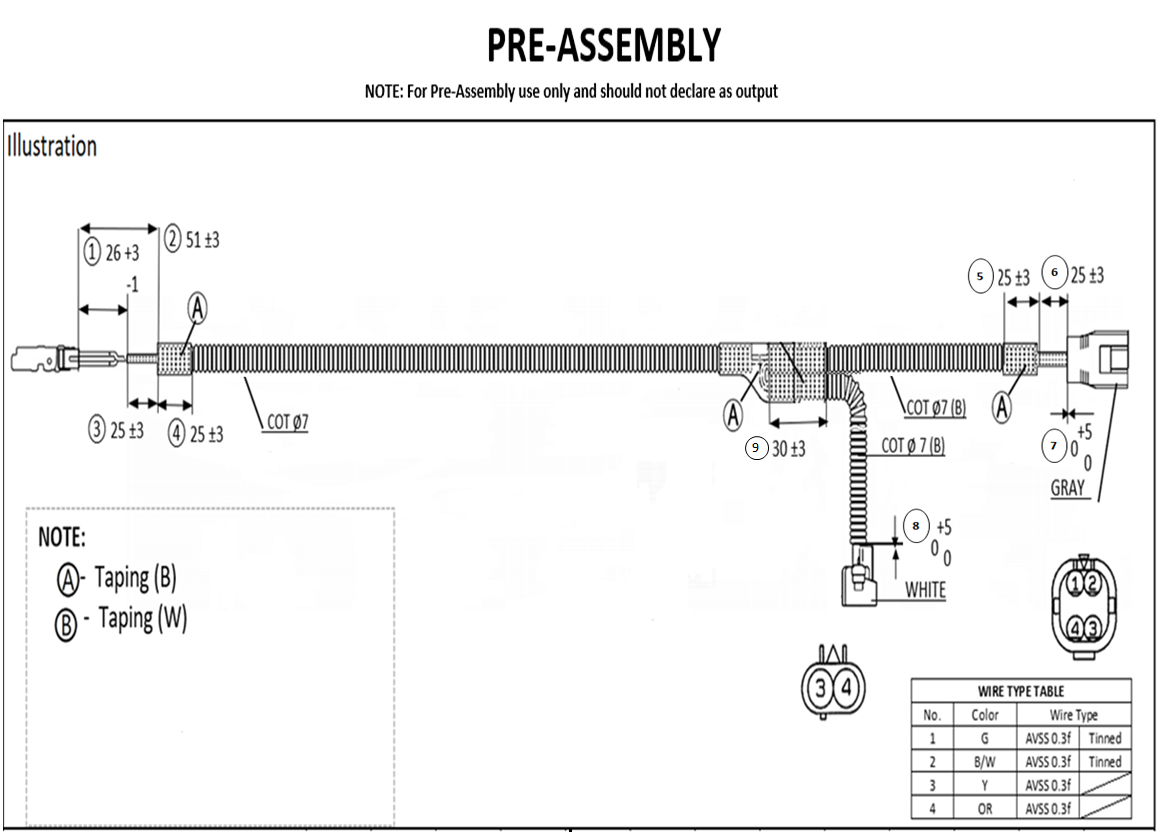 PRE-ASSEMBLY
NOTE: For Pre-Assembly use only and should not declare as output
Illustration
① 26 +3
-1
② 51 ±3
A
③ 25 ±3
④ 25 ±3
COT Ø7
A
⑨ 30 ±3
⑤ 25 ±3
⑥ 25 ±3
COT Ø7 (B)
A
COT Ø 7 (B)
⑦ 0 +5
0
GRAY
⑧ +5
0 0
WHITE
NOTE:
Ⓐ- Taping (B)
Ⓑ - Taping (W)
① ②
④ ③
3 4
WIRE TYPE TABLE
No. Color Wire Type
1 G AVSS 0.3f Tinned
2 B/W AVSS 0.3f Tinned
3 Y AVSS 0.3f
4 OR AVSS 0.3f